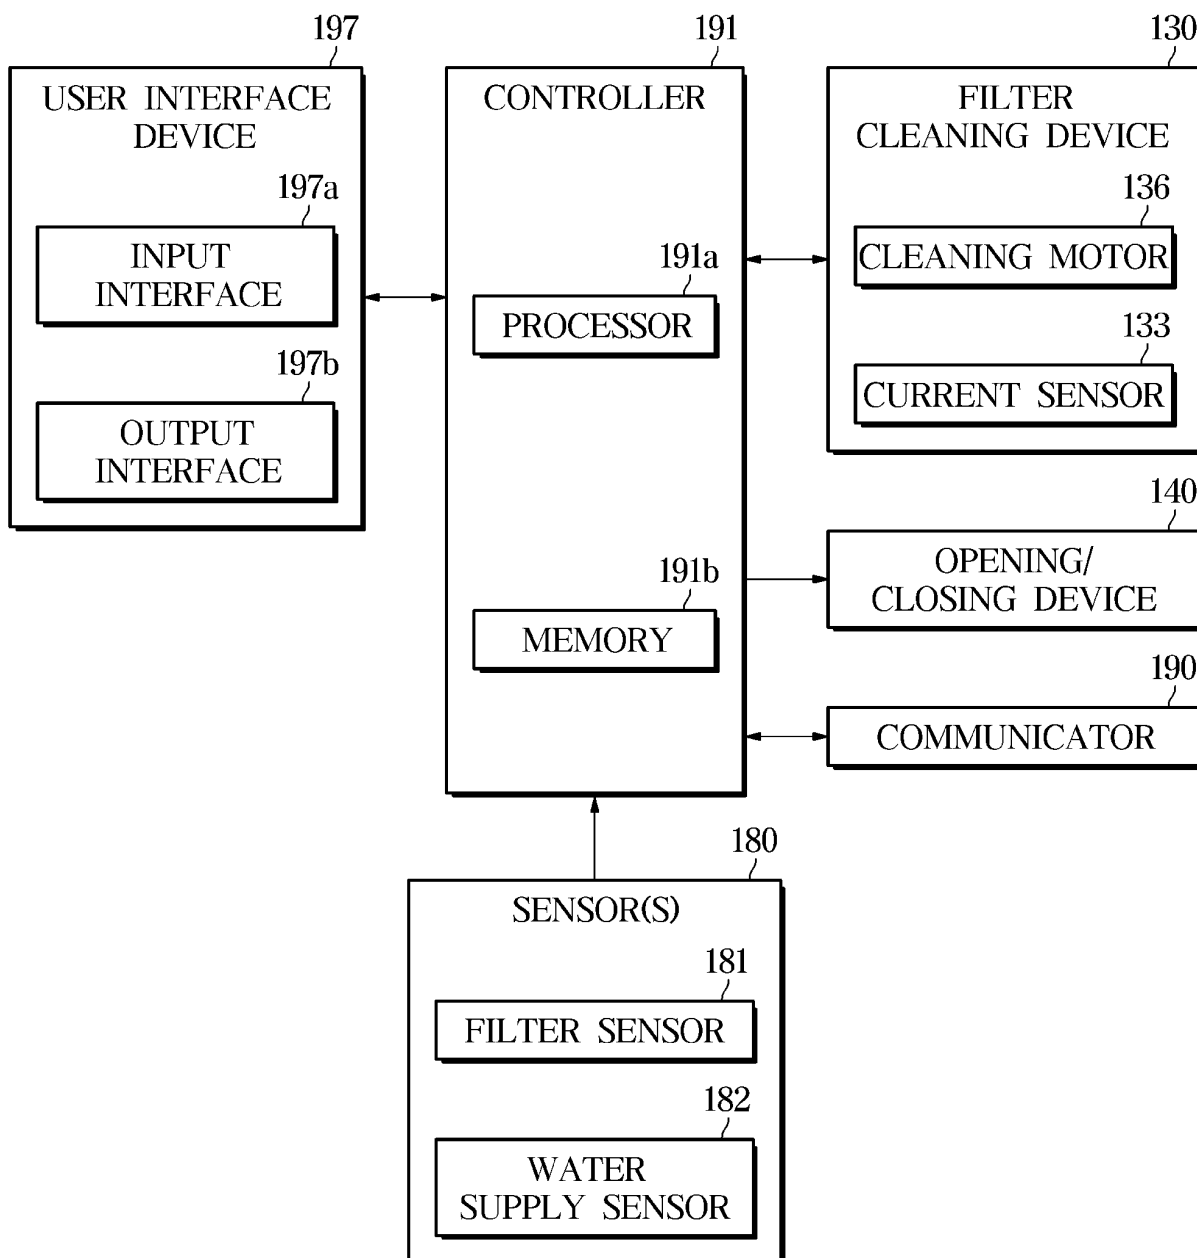 197
USER INTERFACE
DEVICE
197a
INPUT
INTERFACE
197b
OUTPUT
INTERFACE
191
CONTROLLER
191a
PROCESSOR
191b
MEMORY
130
FILTER
CLEANING DEVICE
136
CLEANING MOTOR
133
CURRENT SENSOR
140
OPENING/
CLOSING DEVICE
190
COMMUNICATOR
180
SENSOR(S)
181
FILTER SENSOR
182
WATER
SUPPLY SENSOR